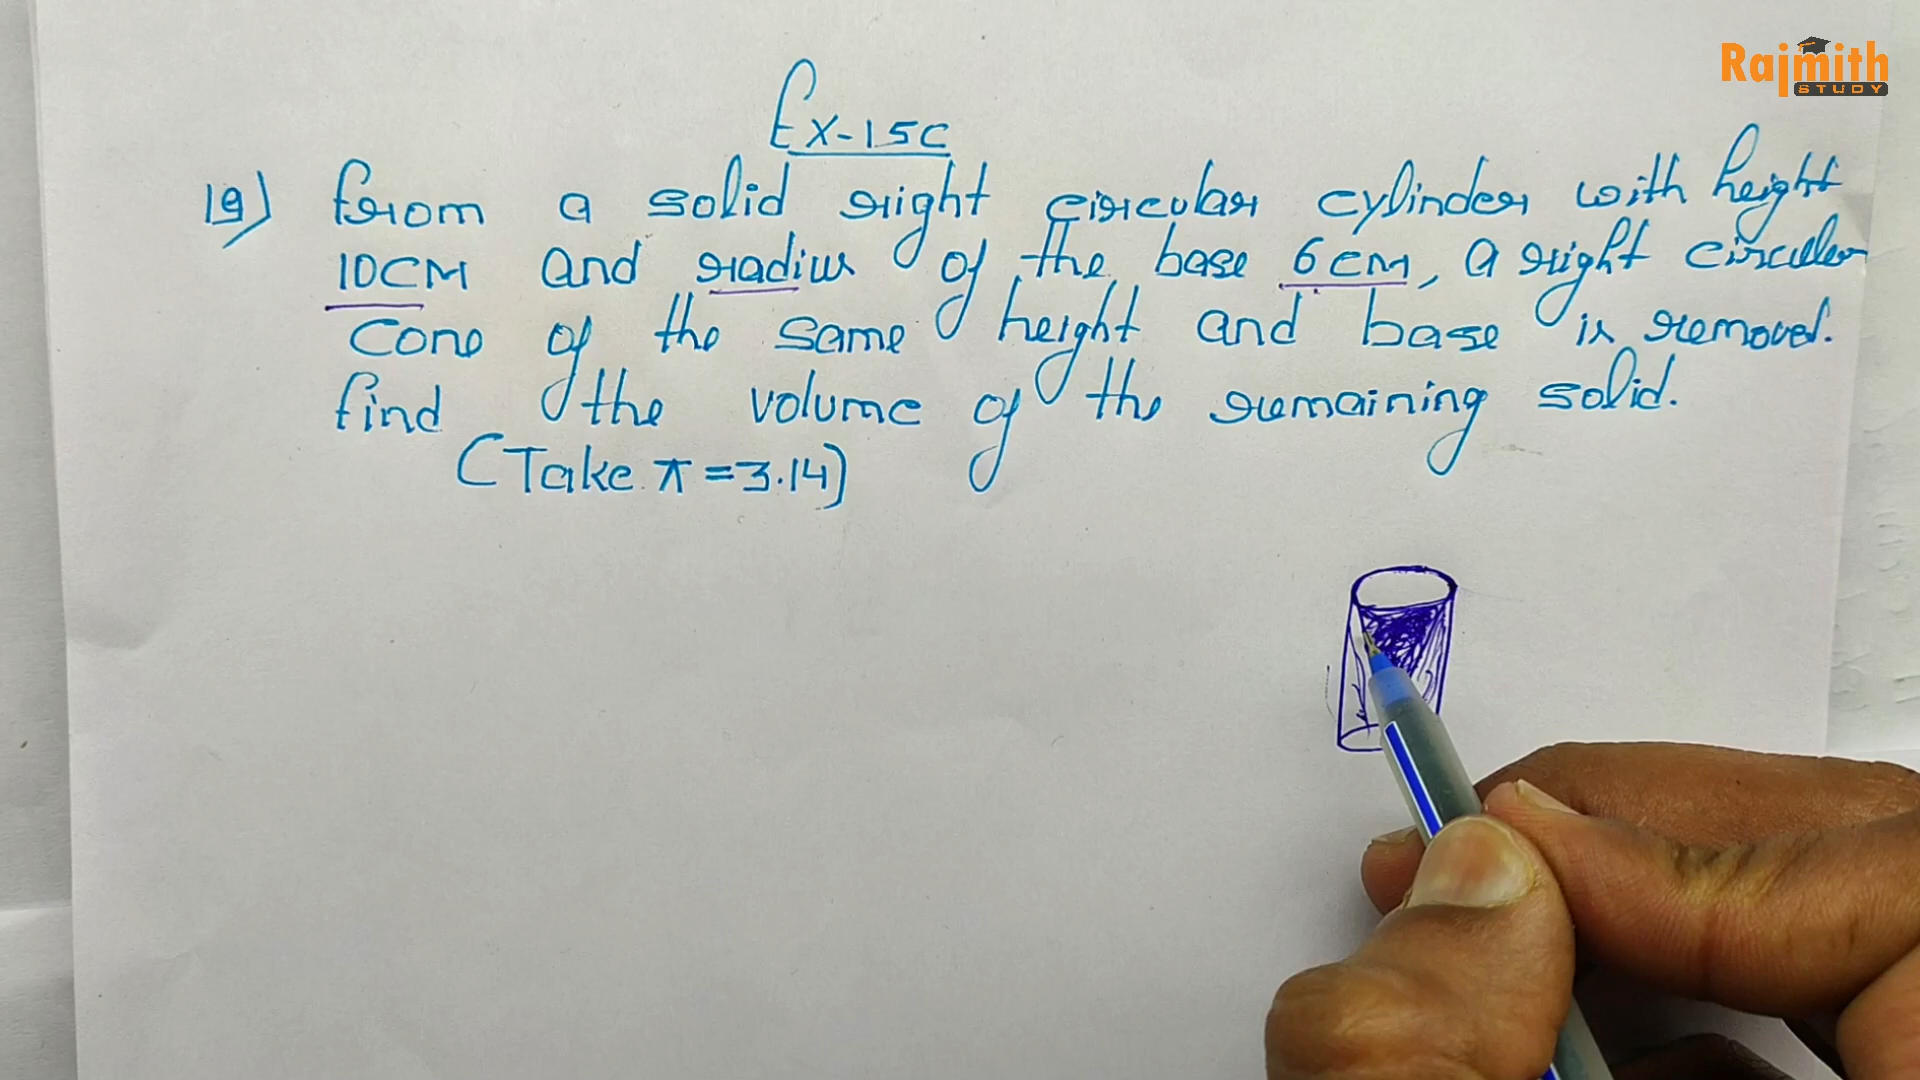 Rajmith
STUDY
Ex-15C
19) from a solid right circular cylinder with height
10CM and radius of the base 6cm, a right circular
cone of the same height and base is removed.
find the volume of the remaining solid.
(Take π=3.14)